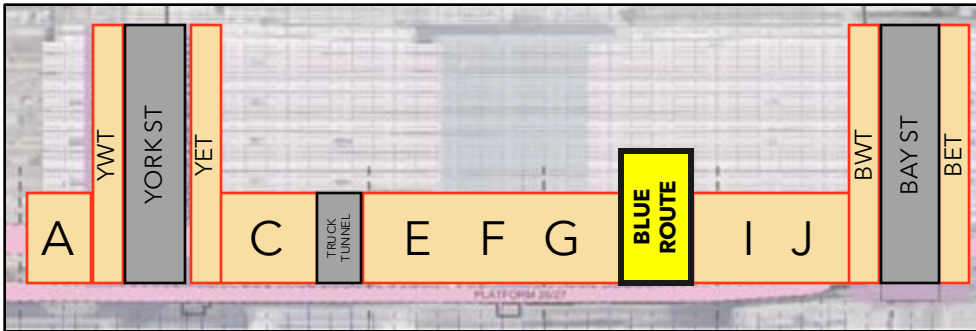 A
YWT
YORK ST
YET
C
TRUCK
TUNNEL
E
F
G
BLUE
ROUTE
I
J
BWT
BAY ST
BET
PLATFORM 26/27